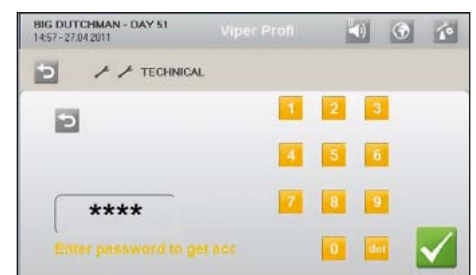 BIG DUTCHMAN - DAY 51
14:57 - 27.04.2011
Viper Profi
TECHNICAL
1 2 3
4 5 6
7 8 9
****
Enter password to get acc
0 del